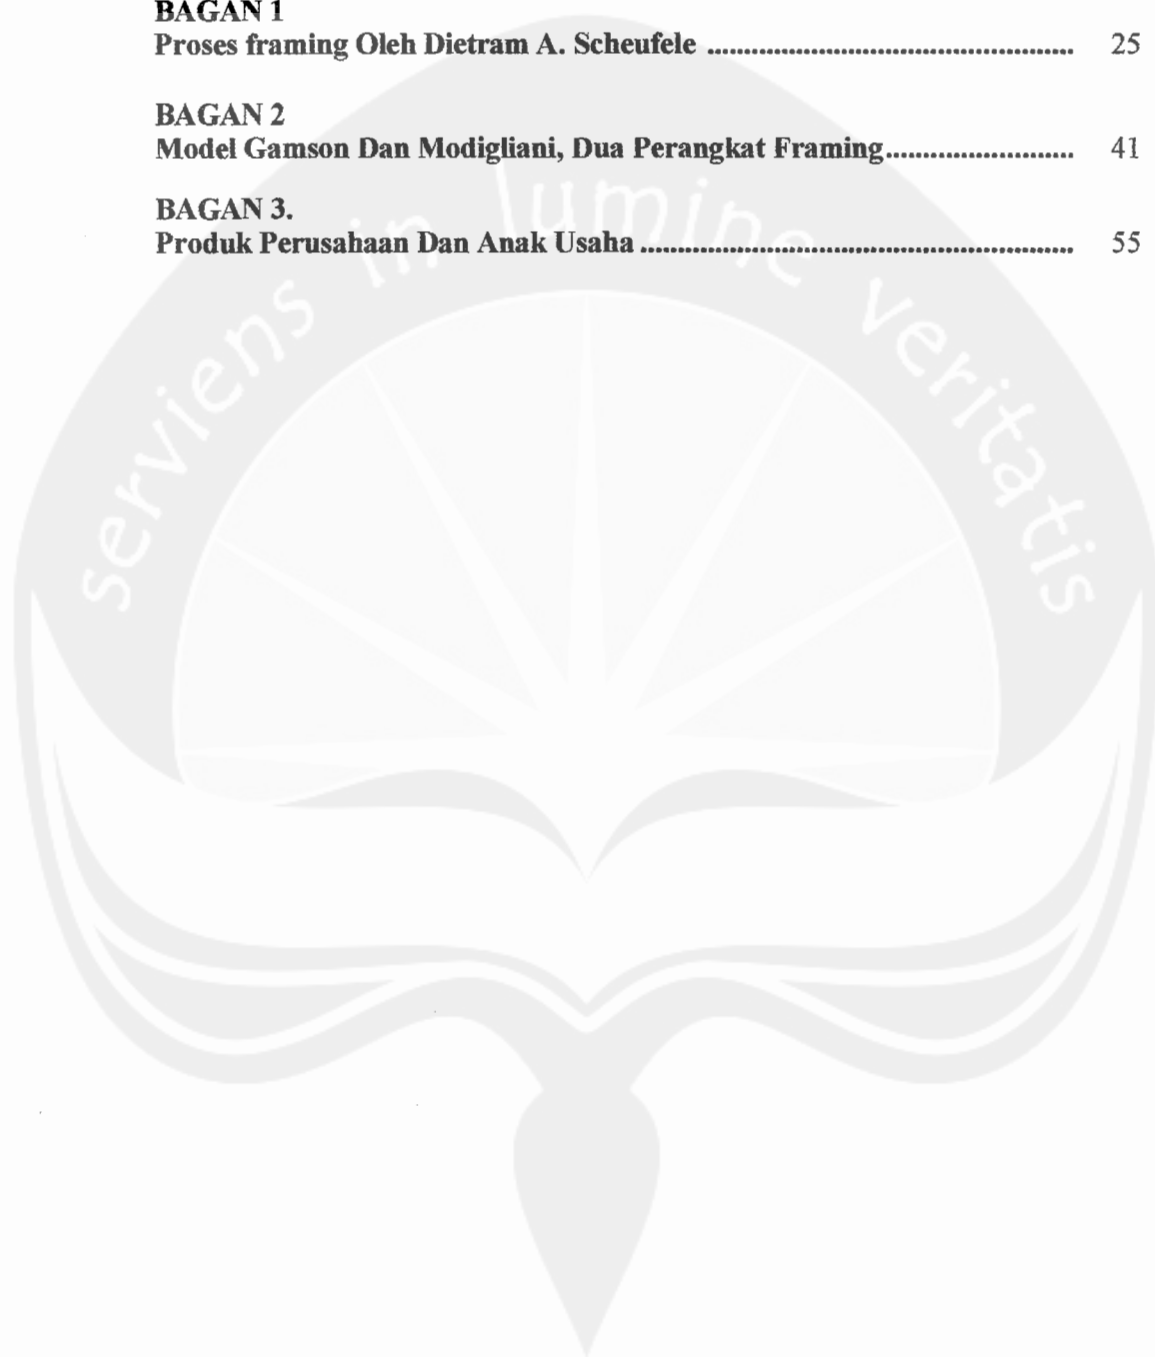 BAGAN 1
Proses framing Oleh Dietram A. Scheufele .................................................. 25
BAGAN 2
Model Gamson Dan Modigliani, Dua Perangkat Framing.......................... 41
BAGAN 3.
Produk Perusahaan Dan Anak Usaha ........................................................... 55
serviens in lumine veritatis